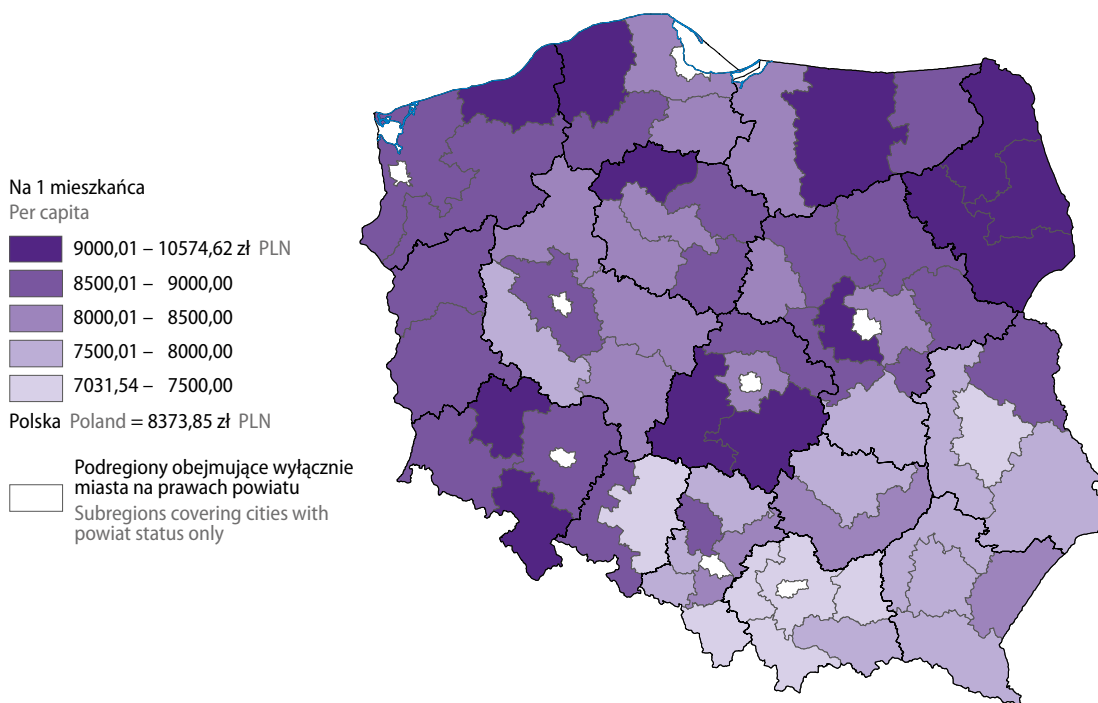 Na 1 mieszkańca
Per capita
9000,01 – 10574,62 zł PLN
8500,01 – 9000,00
8000,01 – 8500,00
7500,01 – 8000,00
7031,54 – 7500,00
Polska Poland = 8373,85 zł PLN
Podregiony obejmujące wyłącznie
miasta na prawach powiatu
Subregions covering cities with
powiat status only